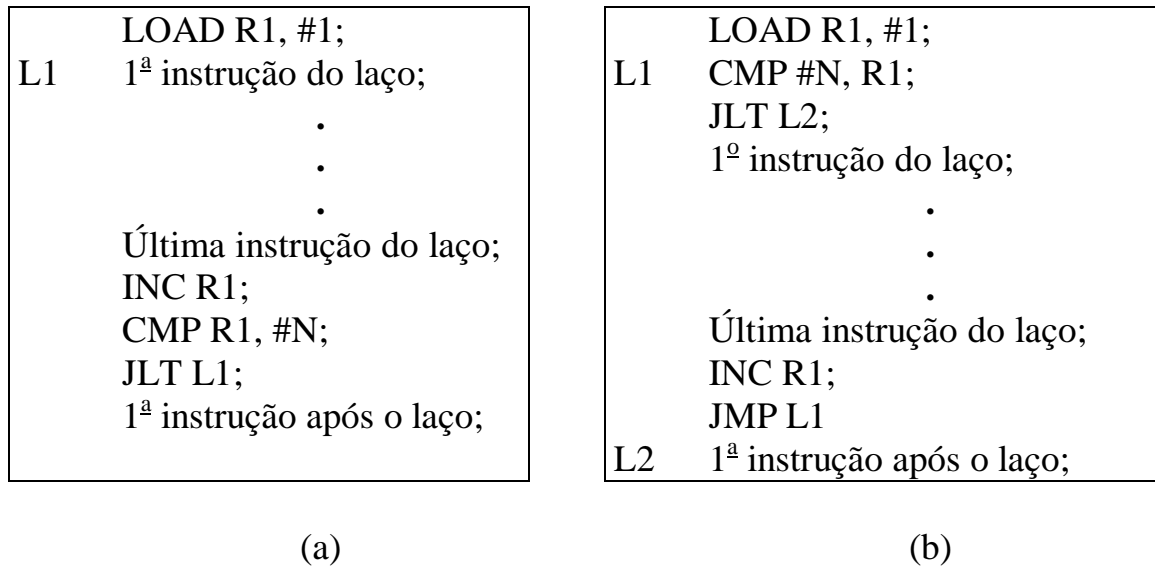 LOAD R1, #1;
L1 1ª instrução do laço;
.
.
.
Última instrução do laço;
INC R1;
CMP R1, #N;
JLT L1;
1ª instrução após o laço;
(a)
LOAD R1, #1;
L1 CMP #N, R1;
JLT L2;
1º instrução do laço;
.
.
.
Última instrução do laço;
INC R1;
JMP L1
L2 1ª instrução após o laço;
(b)